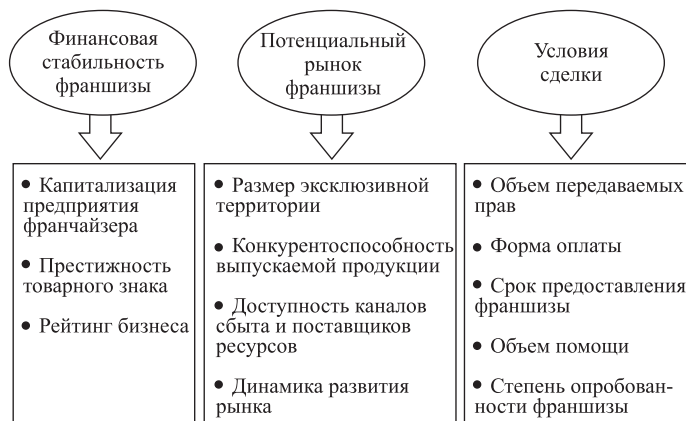 Финансовая
стабильность
франшизы
Потенциальный
рынок
франшизы
Условия
сделки
• Капитализация
предприятия
франчайзера
• Престижность
товарного знака
• Рейтинг бизнеса
• Размер эксклюзивной
территории
• Конкурентоспособность
выпускаемой продукции
• Доступность каналов
сбыта и поставщиков
ресурсов
• Динамика развития
рынка
• Объем передаваемых
прав
• Форма оплаты
• Срок предоставления
франшизы
• Объем помощи
• Степень опробован-
ности франшизы